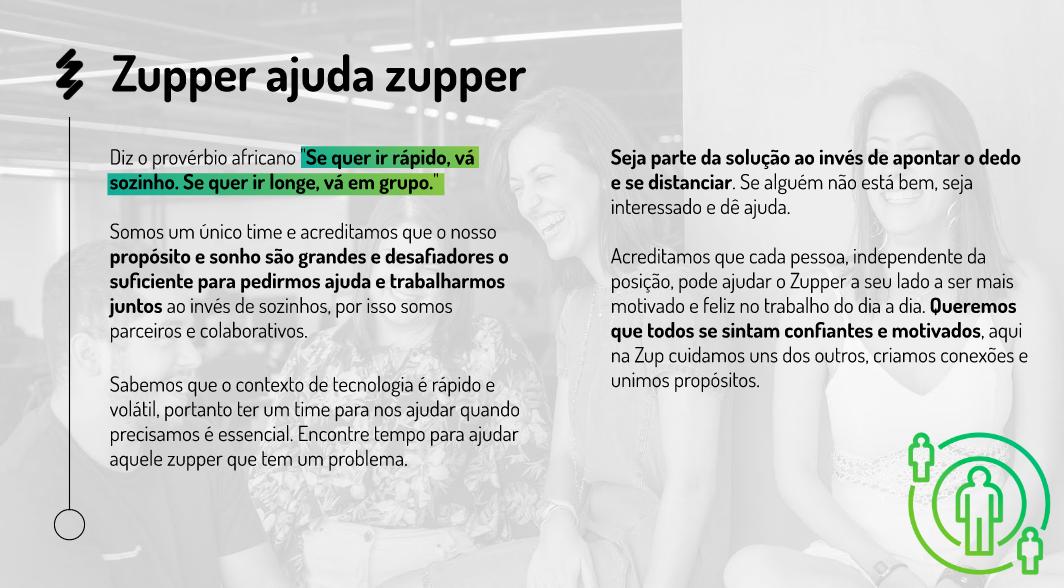 Zupper ajuda zupper
Diz o provérbio africano "Se quer ir rápido, vá
sozinho. Se quer ir longe, vá em grupo."
Somos um único time e acreditamos que o nosso
propósito e sonho são grandes e desafiadores o
suficiente para pedirmos ajuda e trabalharmos
juntos ao invés de sozinhos, por isso somos
parceiros e colaborativos.
Sabemos que o contexto de tecnologia é rápido e
volátil, portanto ter um time para nos ajudar quando
precisamos é essencial. Encontre tempo para ajudar
aquele zupper que tem um problema.
Seja parte da solução ao invés de apontar o dedo
e se distanciar. Se alguém não está bem, seja
interessado e dê ajuda.
Acreditamos que cada pessoa, independente da
posição, pode ajudar o Zupper a seu lado a ser mais
motivado e feliz no trabalho do dia a dia. Queremos
que todos se sintam confiantes e motivados, aqui
na Zup cuidamos uns dos outros, criamos conexões e
unimos propósitos.